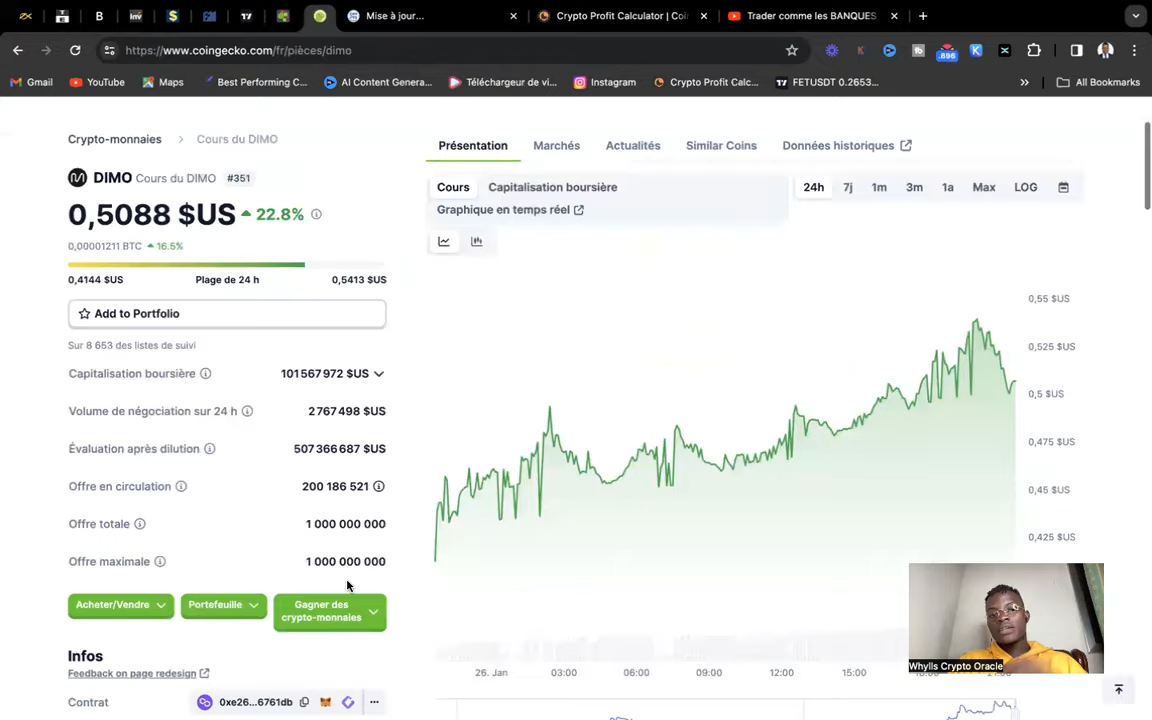 B
inv
Mise à jour...
Crypto Profit Calculator | Coi
Trader comme les BANQUES
https://www.coingecko.com/fr/pièces/dimo
.896
K
Gmail
YouTube
Maps
Best Performing C...
AI Content Genera...
Téléchargeur de vi...
Instagram
Crypto Profit Calc...
FETUSDT 0.2653...
»
All Bookmarks
Crypto-monnaies > Cours du DIMO
DIMO Cours du DIMO #351
0,5088 $US 22.8%
0,00001211 BTC 16.5%
0,4144 $US Plage de 24 h 0,5413 $US
Add to Portfolio
Sur 8 653 des listes de suivi
Capitalisation boursière 101 567 972 $US
Volume de négociation sur 24 h 2 767 498 $US
Évaluation après dilution 507 366 687 $US
Offre en circulation 200 186 521
Offre totale 1 000 000 000
Offre maximale 1 000 000 000
Acheter/Vendre
Portefeuille
Gagner des
crypto-monnaies
Infos
Feedback on page redesign
Contrat 0xe26...6761db
Présentation Marchés Actualités Similar Coins Données historiques
Cours Capitalisation boursière
Graphique en temps réel
24h 7j 1m 3m 1a Max LOG
0,55 $US
0,525 $US
0,5 $US
0,475 $US
0,45 $US
0,425 $US
26. Jan 03:00 06:00 09:00 12:00 15:00
Whylls Crypto Oracle